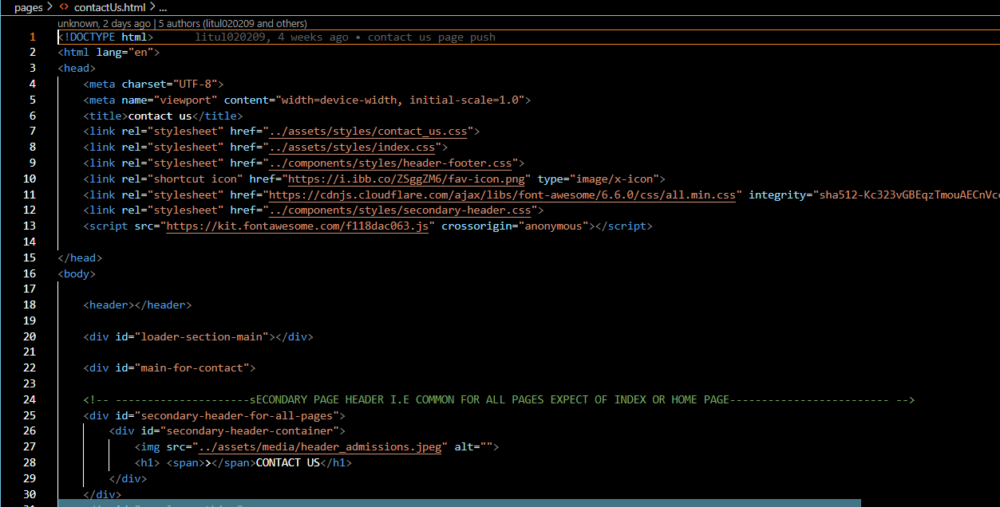 pages > contactUs.html > ...
unknown, 2 days ago | 5 authors (litul020209 and others)
1 <!DOCTYPE html> litul020209, 4 weeks ago • contact us page push
2 <html lang="en">
3 <head>
4 <meta charset="UTF-8">
5 <meta name="viewport" content="width=device-width, initial-scale=1.0">
6 <title>contact us</title>
7 <link rel="stylesheet" href="../assets/styles/contact_us.css">
8 <link rel="stylesheet" href="../assets/styles/index.css">
9 <link rel="stylesheet" href="../components/styles/header-footer.css">
10 <link rel="shortcut icon" href="https://i.ibb.co/ZSggZM6/fav-icon.png" type="image/x-icon">
11 <link rel="stylesheet" href="https://cdnjs.cloudflare.com/ajax/libs/font-awesome/6.6.0/css/all.min.css" integrity="sha512-Kc323vGBEqzTmouAECnVce
12 <link rel="stylesheet" href="../components/styles/secondary-header.css">
13 <script src="https://kit.fontawesome.com/f118dac063.js" crossorigin="anonymous"></script>
14
15 </head>
16 <body>
17
18 <header></header>
19
20 <div id="loader-section-main"></div>
21
22 <div id="main-for-contact">
23
24 <!-- ---------------------sECONDARY PAGE HEADER I.E COMMON FOR ALL PAGES EXPECT OF INDEX OR HOME PAGE------------------------- -->
25 <div id="secondary-header-for-all-pages">
26 <div id="secondary-header-container">
27 <img src="../assets/media/header_admissions.jpeg" alt="">
28 <h1> <span>></span>CONTACT US</h1>
29 </div>
30 </div>